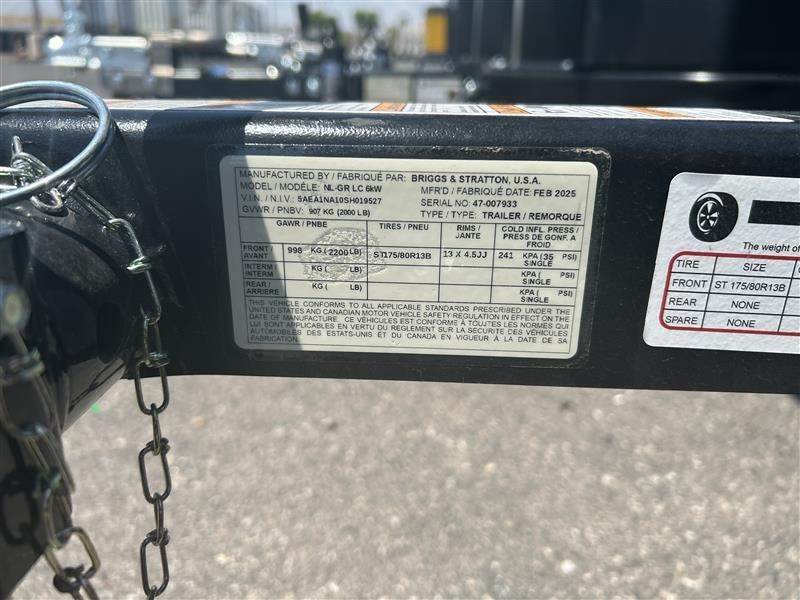 MANUFACTURED BY / FABRIQUÉ PAR: BRIGGS & STRATTON, U.S.A.
MODEL / MODÉLE: NL-GR LC 6kW MFR'D / FABRIQUÉ DATE: FEB 2025
V.I.N. / N.I.V.: 5AEA1NA10SH019527 SERIAL NO: 47-007933
GVWR / PNBV: 907 KG (2000 LB) TYPE / TYPE: TRAILER / REMORQUE
GAWR / PNBE TIRES / PNEU RIMS / JANTE COLD INFL. PRESS / PRESS DE GONF. A FROID
FRONT / AVANT 998 KG (2200 LB) ST175/80R13B 13 X 4.5JJ 241 KPA (35 PSI) SINGLE
INTERM / INTERM KG ( LB) KPA ( PSI) SINGLE
REAR / ARRIERE KG ( LB) KPA ( PSI) SINGLE
THIS VEHICLE CONFORMS TO ALL APPLICABLE STANDARDS PRESCRIBED UNDER THE
UNITED STATES AND CANADIAN MOTOR VEHICLE SAFETY REGULATION IN EFFECT ON THE
DATE OF MANUFACTURE. CE VÉHICULES EST CONFORME À TOLUTES LES NORMES QUI
LUI SONT APPLICABLES EN VERTU DU RÈGLEMENT SUR LA SÉCURITÉ DES VÉHICULES
AUTOMOBILES DES ÉTATS-UNIS ET DU CANADA EN VIGUEUR À LA DATE DE SA
FABRICATION.
The weight of
TIRE SIZE
FRONT ST 175/80R13B
REAR NONE
SPARE NONE